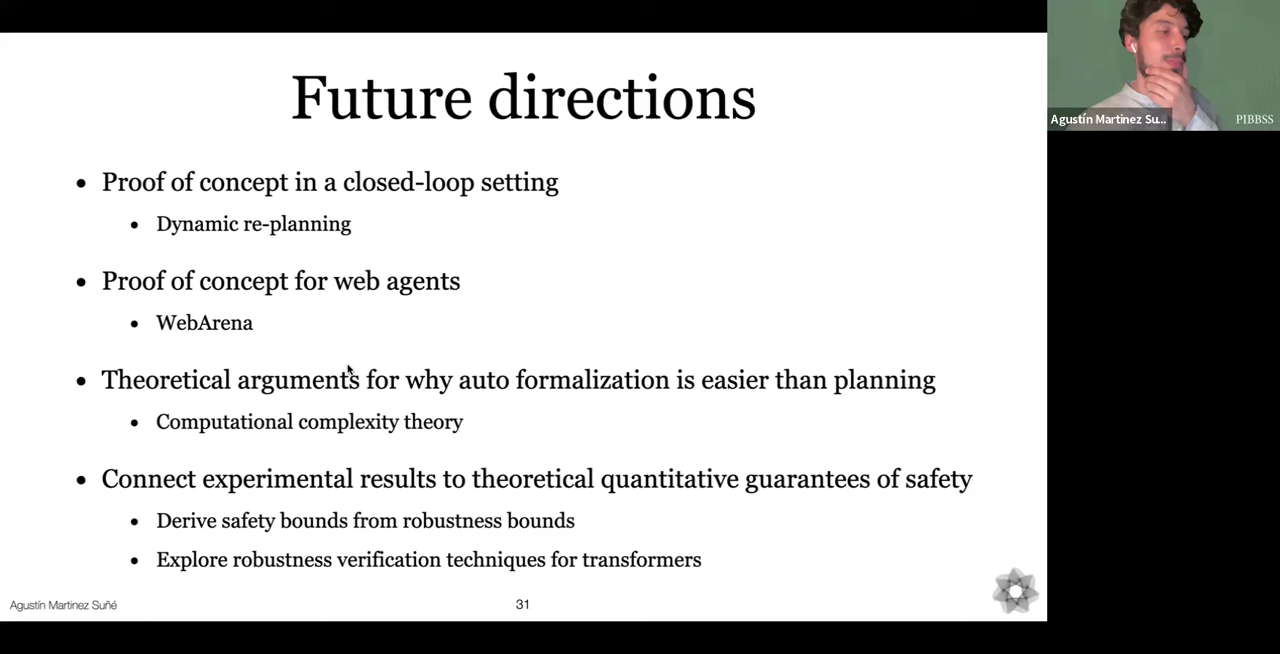 Future directions
Proof of concept in a closed-loop setting
Dynamic re-planning
Proof of concept for web agents
WebArena
Theoretical arguments for why auto formalization is easier than planning
Computational complexity theory
Connect experimental results to theoretical quantitative guarantees of safety
Derive safety bounds from robustness bounds
Explore robustness verification techniques for transformers
Agustín Martinez Suñé
31
Agustín Martinez Su...
PIBBSS